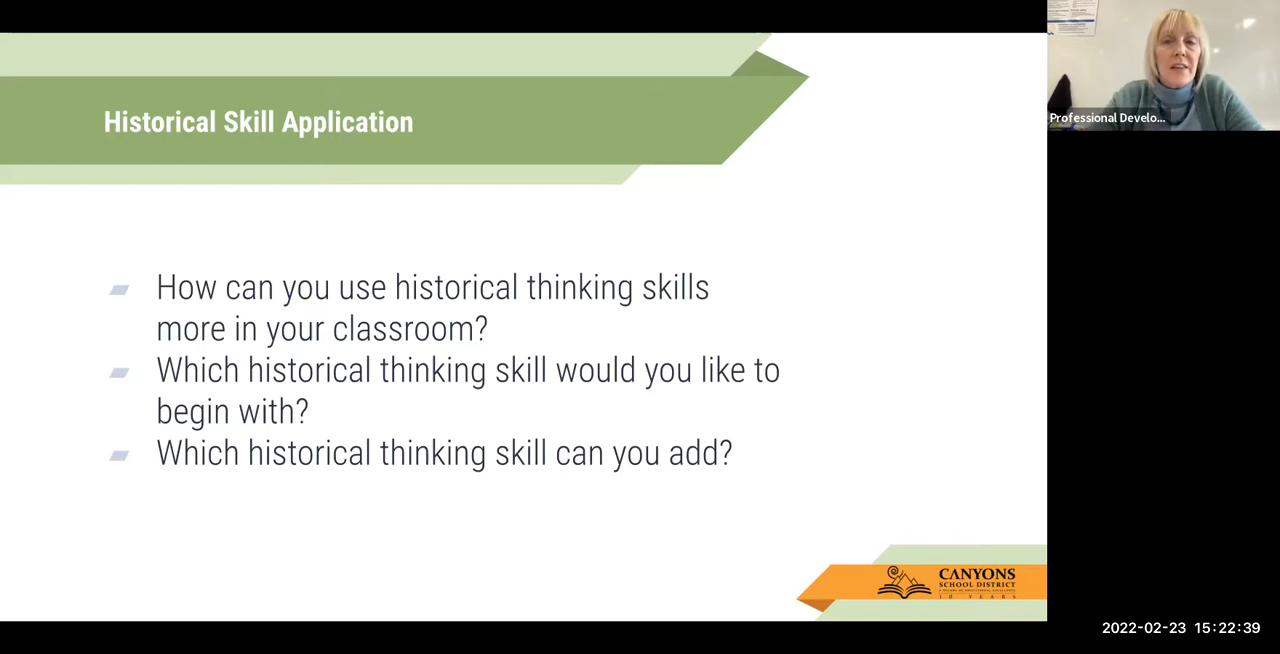 Historical Skill Application
How can you use historical thinking skills
more in your classroom?
Which historical thinking skill would you like to
begin with?
Which historical thinking skill can you add?
CANYONS
SCHOOL DISTRICT
10 YEARS
Professional Develo...
2022-02-23 15:22:39